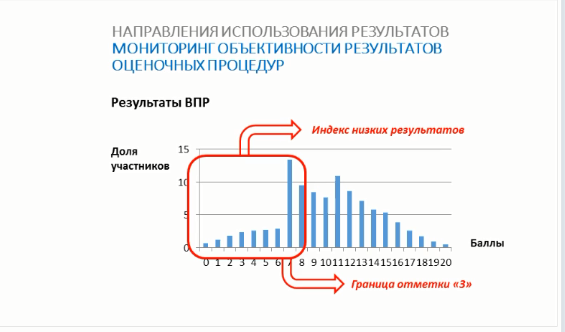 НАПРАВЛЕНИЯ ИСПОЛЬЗОВАНИЯ РЕЗУЛЬТАТОВ
МОНИТОРИНГ ОБЪЕКТИВНОСТИ РЕЗУЛЬТАТОВ
ОЦЕНОЧНЫХ ПРОЦЕДУР
Результаты ВПР
Индекс низких результатов
Доля
участников
15
10
5
0
0 1 2 3 4 5 6 7 8 9 10 11 12 13 14 15 16 17 18 19 20
Баллы
Граница отметки «3»